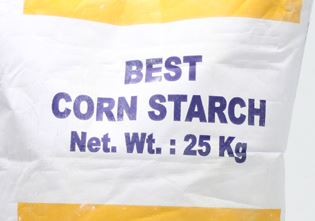 BEST
CORN STARCH
Net. Wt. : 25 Kg